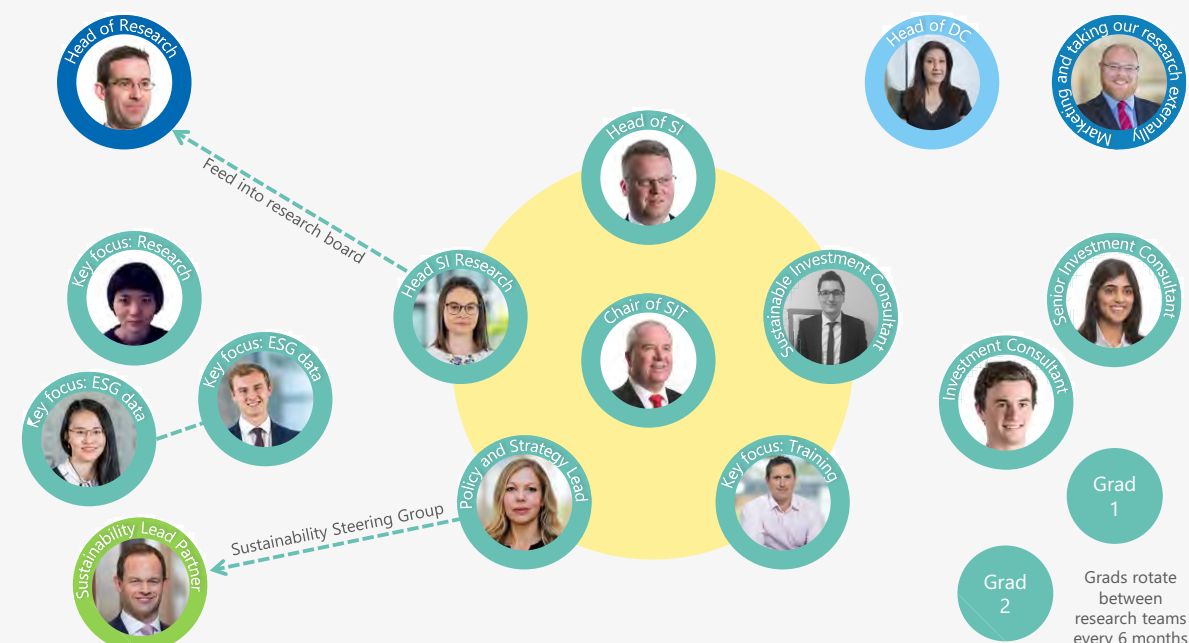 Head of Research
Head of DC
Marketing and taking our research externally
Head of SI
Feed into research board
Key focus: Research
Head SI Research
Sustainable Investment Consultant
Senior Investment Consultant
Chair of SIT
Key focus: ESG data
Investment Consultant
Key focus: ESG data
Policy and Strategy Lead
Key focus: Training
Grad
1
Sustainability Steering Group
Sustainability Lead Partner
Grad
2
Grads rotate
between
research teams
every 6 months